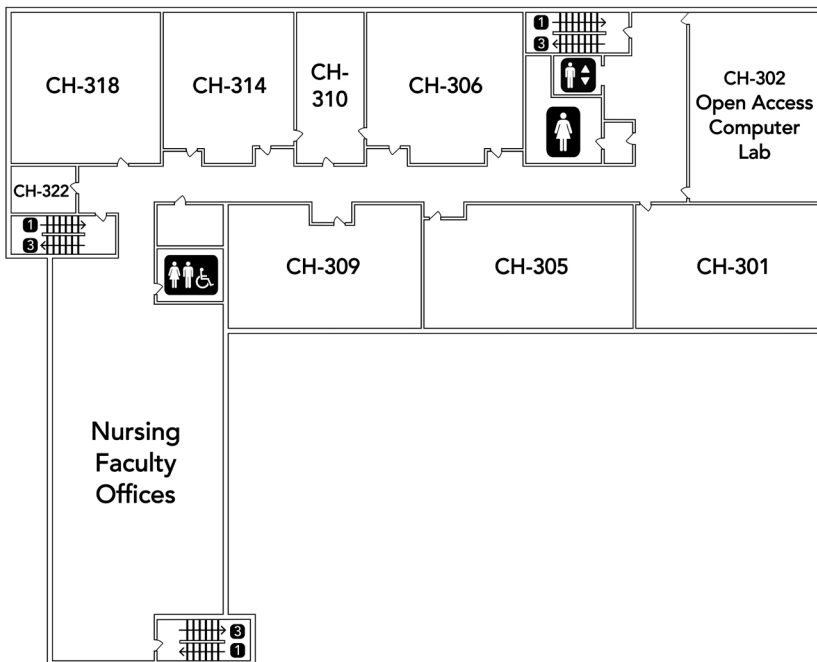 CH-318
CH-314
CH-
310
CH-306
1
3
CH-302
Open Access
Computer
Lab
CH-322
1
3
CH-309
CH-305
CH-301
Nursing
Faculty
Offices
3
1